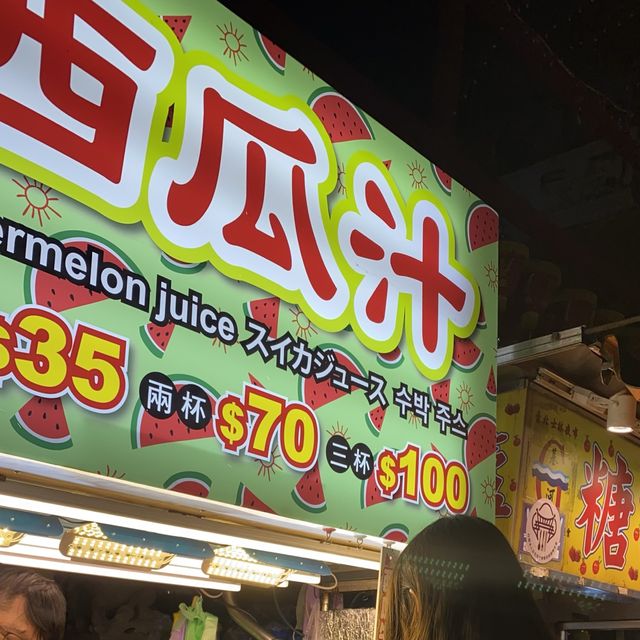 西瓜汁
ermelon juice スイカジュース 수박 주스
$35 兩杯 $70 三杯 $100
糖